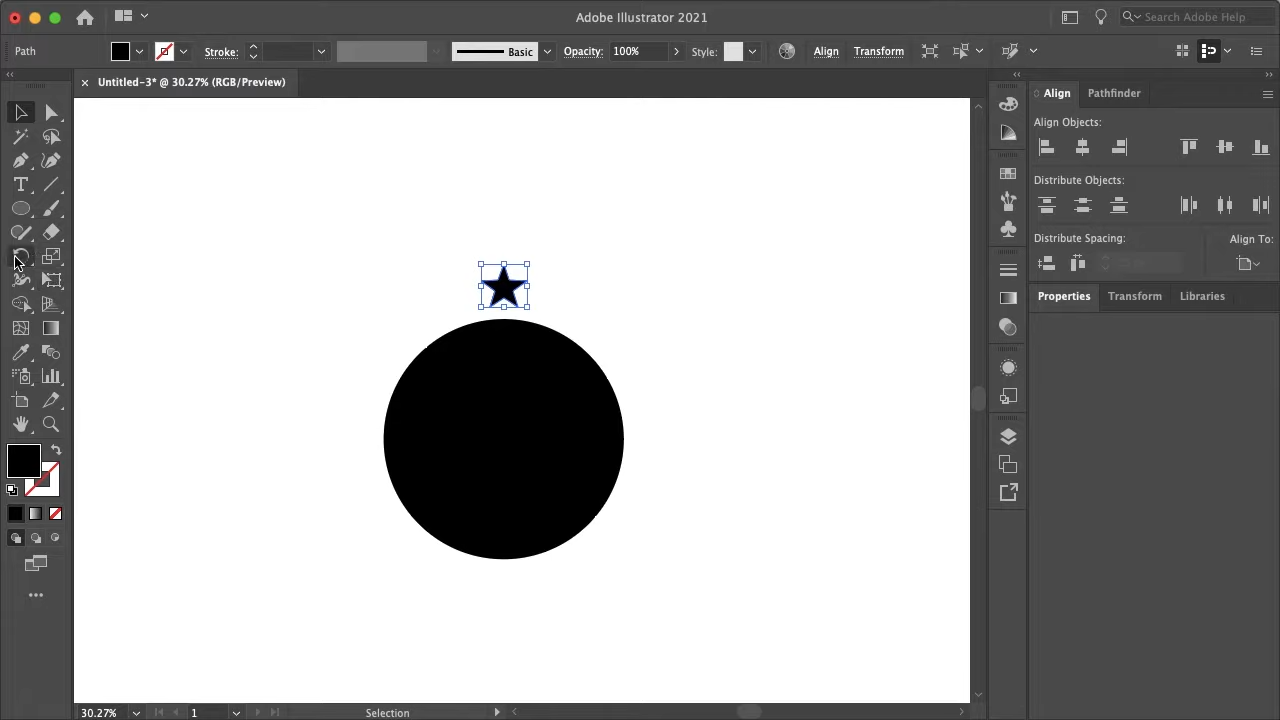 Adobe Illustrator 2021
Search Adobe Help
Path
Stroke:
Basic
Opacity:
100%
Style:
Align
Transform
Untitled-3* @ 30.27% (RGB/Preview)
Align
Pathfinder
Align Objects:
Distribute Objects:
Distribute Spacing:
Align To:
Properties
Transform
Libraries
30.27%
1
Selection